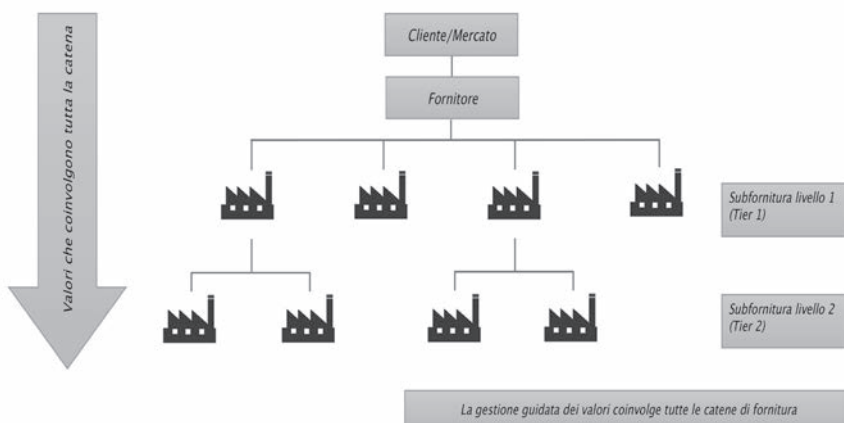 Cliente/Mercato
Fornitore
Valori che coinvolgono tutta la catena
Subfornitura livello 1
(Tier 1)
Subfornitura livello 2
(Tier 2)
La gestione guidata dei valori coinvolge tutte le catene di fornitura